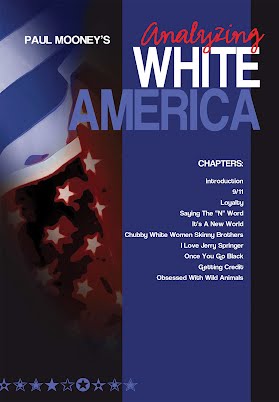 PAUL MOONEY'S
Analyzing
WHITE
AMERICA
CHAPTERS:
Introduction
9/11
Loyalty
Saying The "N" Word
It's A New World
Chubby White Women Skinny Brothers
I Love Jerry Springer
Once You Go Black
Getting Credit
Obsessed With Wild Animals